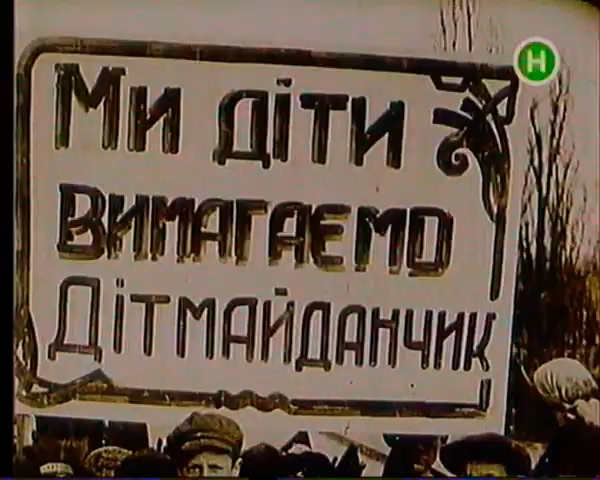 Н
Ми діти
вимагаємо
Дітмайданчик